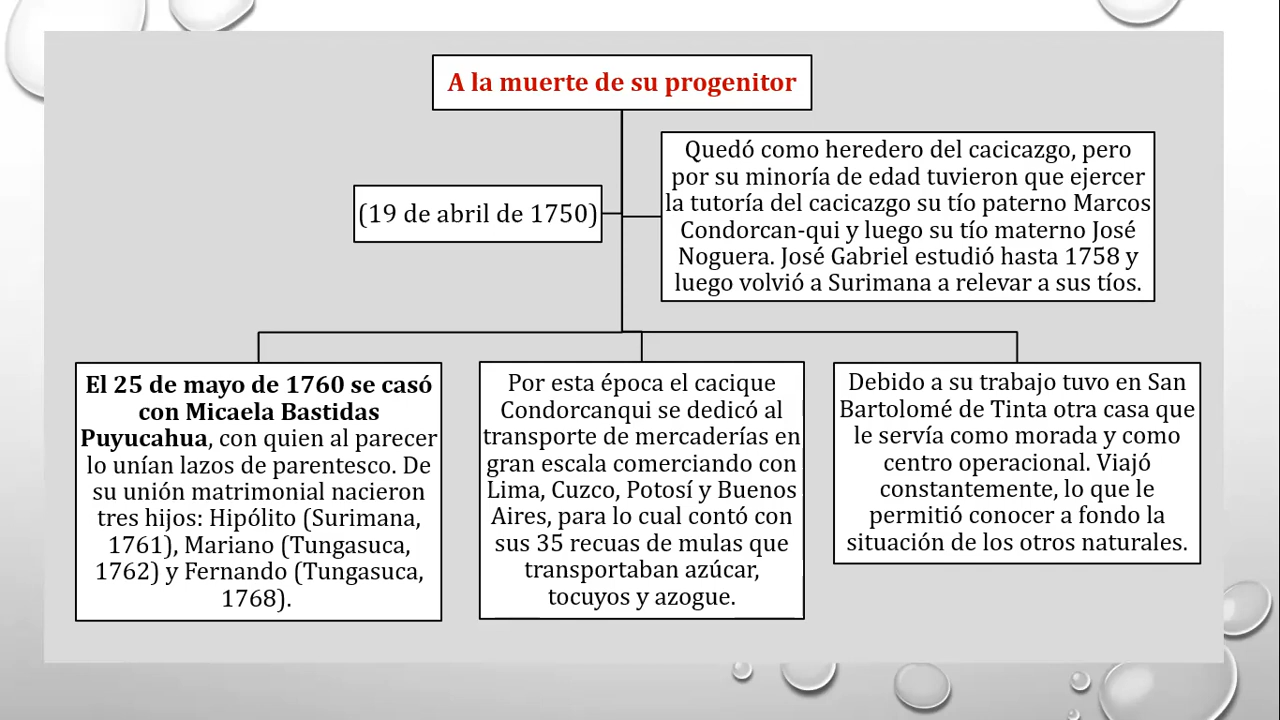 A la muerte de su progenitor
(19 de abril de 1750)
Quedó como heredero del cacicazgo, pero
por su minoría de edad tuvieron que ejercer
la tutoría del cacicazgo su tío paterno Marcos
Condorcan-qui y luego su tío materno José
Noguera. José Gabriel estudió hasta 1758 y
luego volvió a Surimana a relevar a sus tíos.
El 25 de mayo de 1760 se casó
con Micaela Bastidas
Puyucahua, con quien al parecer
lo unían lazos de parentesco. De
su unión matrimonial nacieron
tres hijos: Hipólito (Surimana,
1761), Mariano (Tungasuca,
1762) y Fernando (Tungasuca,
1768).
Por esta época el cacique
Condorcanqui se dedicó al
transporte de mercaderías en
gran escala comerciando con
Lima, Cuzco, Potosí y Buenos
Aires, para lo cual contó con
sus 35 recuas de mulas que
transportaban azúcar,
tocuyos y azogue.
Debido a su trabajo tuvo en San
Bartolomé de Tinta otra casa que
le servía como morada y como
centro operacional. Viajó
constantemente, lo que le
permitió conocer a fondo la
situación de los otros naturales.